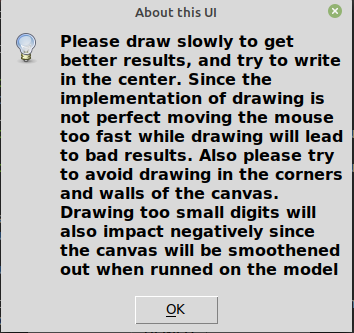 About this UI
Please draw slowly to get
better results, and try to write
in the center. Since the
implementation of drawing is
not perfect moving the mouse
too fast while drawing will lead
to bad results. Also please try
to avoid drawing in the corners
and walls of the canvas.
Drawing too small digits will
also impact negatively since
the canvas will be smoothened
out when runned on the model
OK